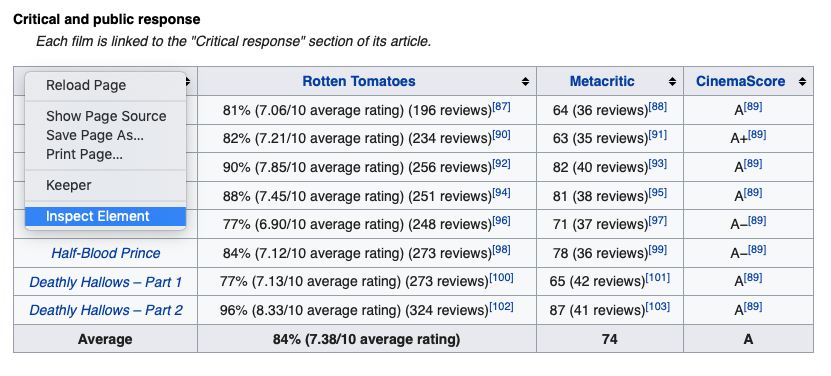 Critical and public response
Each film is linked to the "Critical response" section of its article.
Rotten Tomatoes Metacritic CinemaScore
Reload Page
Show Page Source
Save Page As...
Print Page...
Keeper
Inspect Element
81% (7.06/10 average rating) (196 reviews)[87] 64 (36 reviews)[88] A[89]
82% (7.21/10 average rating) (234 reviews)[90] 63 (35 reviews)[91] A+[89]
90% (7.85/10 average rating) (256 reviews)[92] 82 (40 reviews)[93] A[89]
88% (7.45/10 average rating) (251 reviews)[94] 81 (38 reviews)[95] A[89]
77% (6.90/10 average rating) (248 reviews)[96] 71 (37 reviews)[97] A–[89]
Half-Blood Prince 84% (7.12/10 average rating) (273 reviews)[98] 78 (36 reviews)[99] A–[89]
Deathly Hallows – Part 1 77% (7.13/10 average rating) (273 reviews)[100] 65 (42 reviews)[101] A[89]
Deathly Hallows – Part 2 96% (8.33/10 average rating) (324 reviews)[102] 87 (41 reviews)[103] A[89]
Average 84% (7.38/10 average rating) 74 A